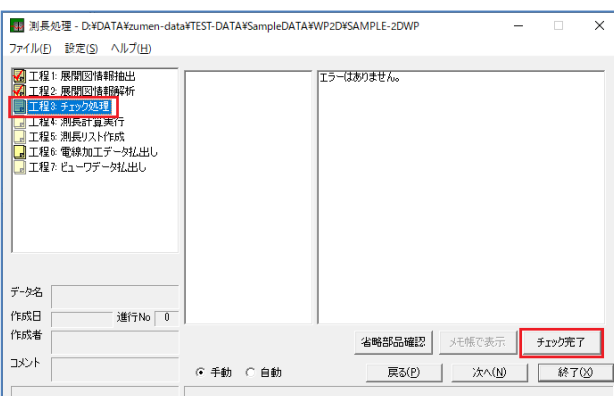 測長処理 - D:¥DATA¥zumen-data¥TEST-DATA¥SampleDATA¥WP2D¥SAMPLE-2DWP
ファイル(F) 設定(S) ヘルプ(H)
工程1: 展開図情報抽出
工程2: 展開図情報解析
工程3: チェック処理
工程4: 測長計算実行
工程5: 測長リスト作成
工程6: 電線加工データ払出し
工程7: ビューワデータ払出し
エラーはありません。
データ名
作成日 進行No 0
作成者
コメント
省略部品確認 メモ帳で表示 チェック完了
手動 自動 戻る(P) 次へ(N) 終了(X)